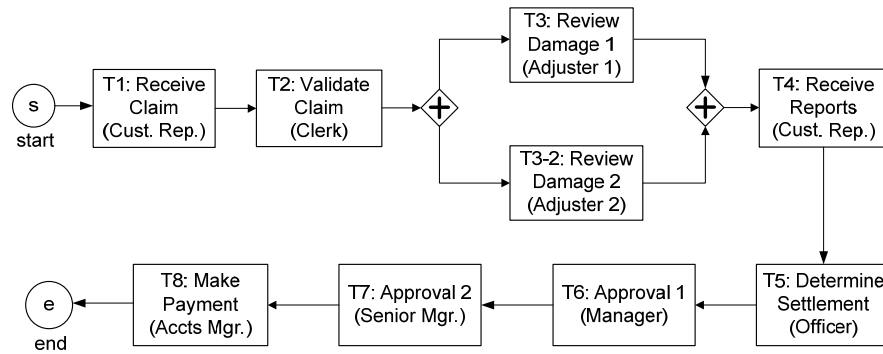 s
start
T1: Receive
Claim
(Cust. Rep.)
T2: Validate
Claim
(Clerk)
T3: Review
Damage 1
(Adjuster 1)
T3-2: Review
Damage 2
(Adjuster 2)
T4: Receive
Reports
(Cust. Rep.)
T5: Determine
Settlement
(Officer)
T6: Approval 1
(Manager)
T7: Approval 2
(Senior Mgr.)
T8: Make
Payment
(Accts Mgr.)
e
end